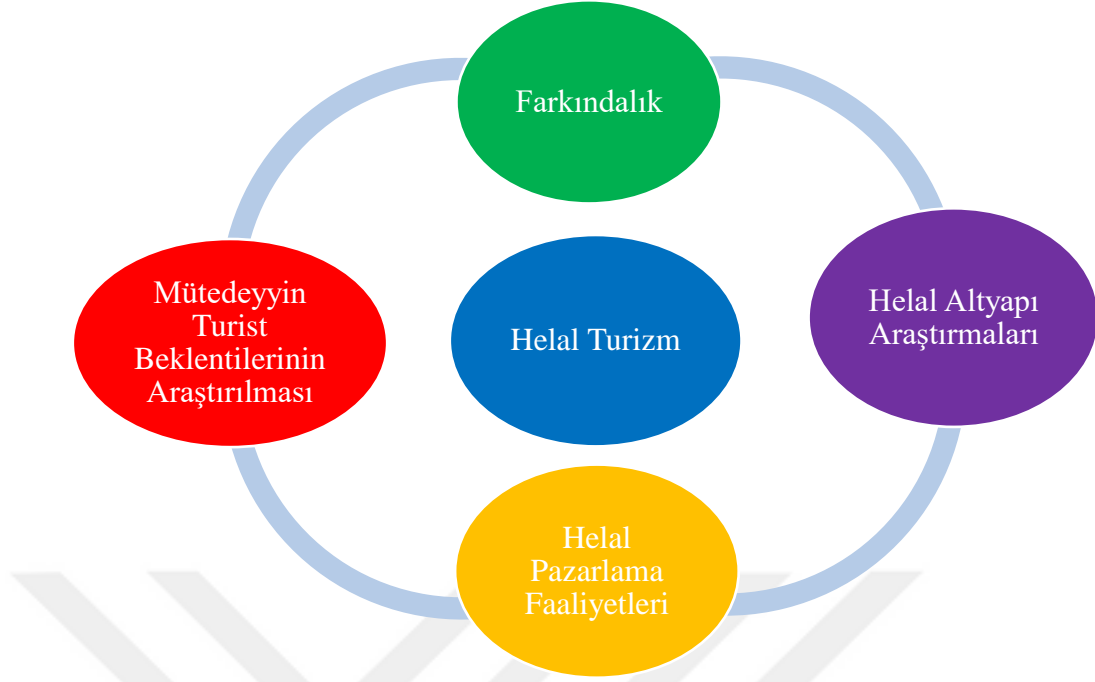 Farkındalık
Mütedeyyin
Turist
Beklentilerinin
Araştırılması
Helal Turizm
Helal Altyapı
Araştırmaları
Helal
Pazarlama
Faaliyetleri